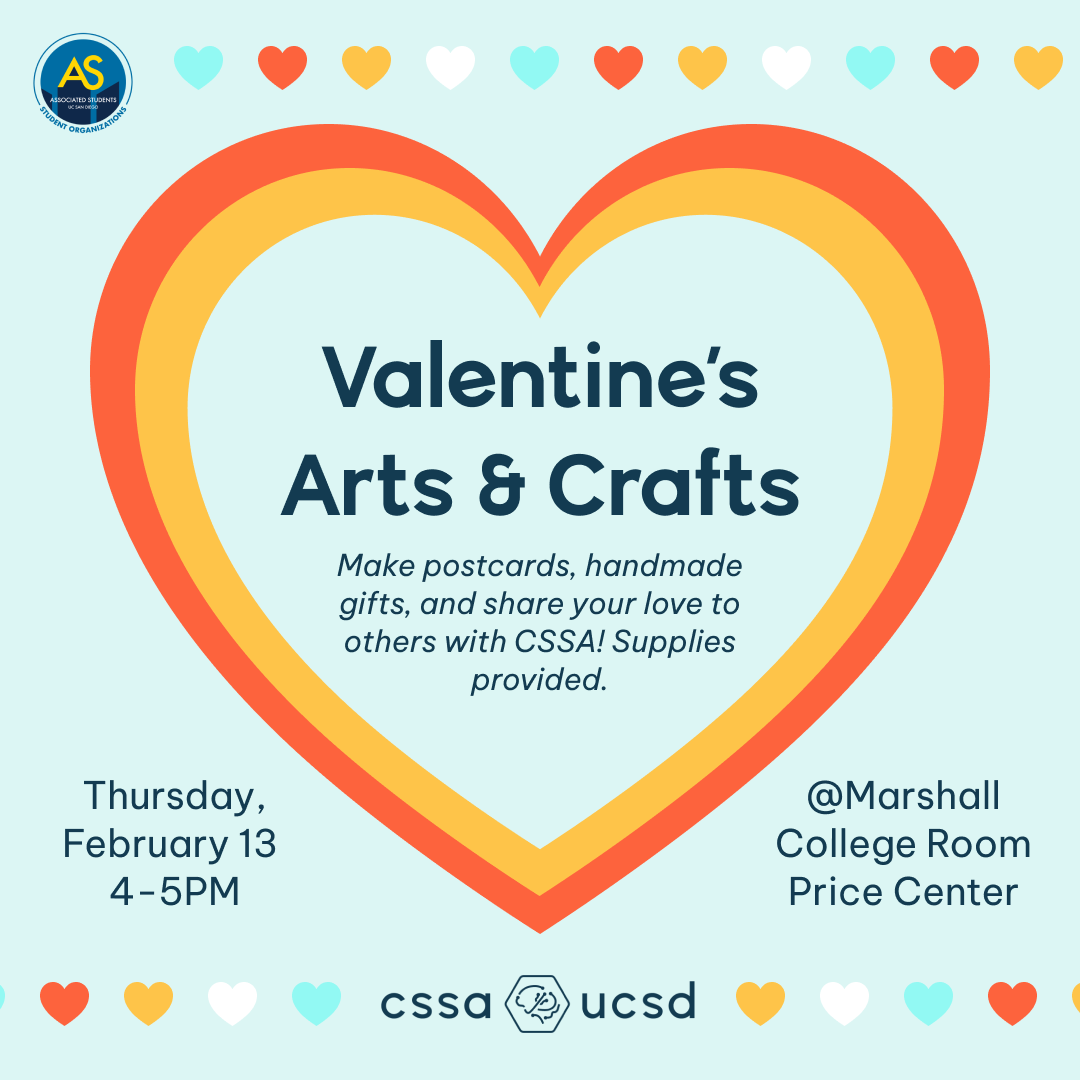 AS
ASSOCIATED STUDENTS
UC SAN DIEGO
STUDENT ORGANIZATIONS
Valentine's
Arts & Crafts
Make postcards, handmade
gifts, and share your love to
others with CSSA! Supplies
provided.
Thursday,
February 13
4-5PM
@Marshall
College Room
Price Center
cssa ucsd